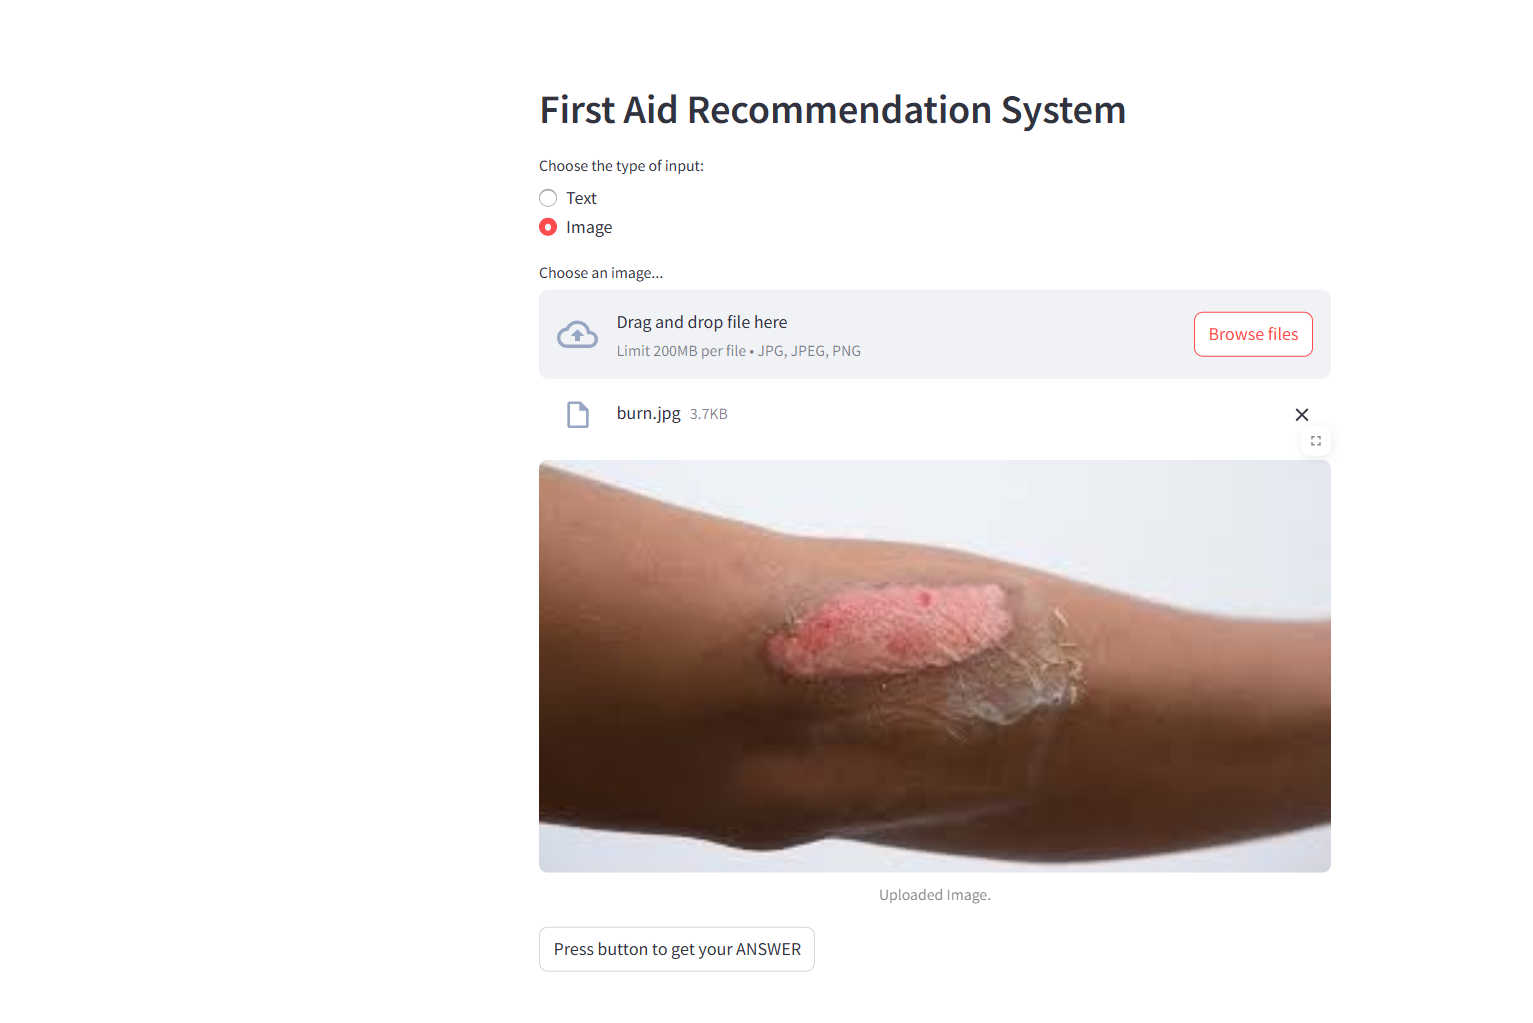 First Aid Recommendation System
Choose the type of input:
Text
Image
Choose an image...
Drag and drop file here
Limit 200MB per file • JPG, JPEG, PNG
Browse files
burn.jpg 3.7KB
Uploaded Image.
Press button to get your ANSWER